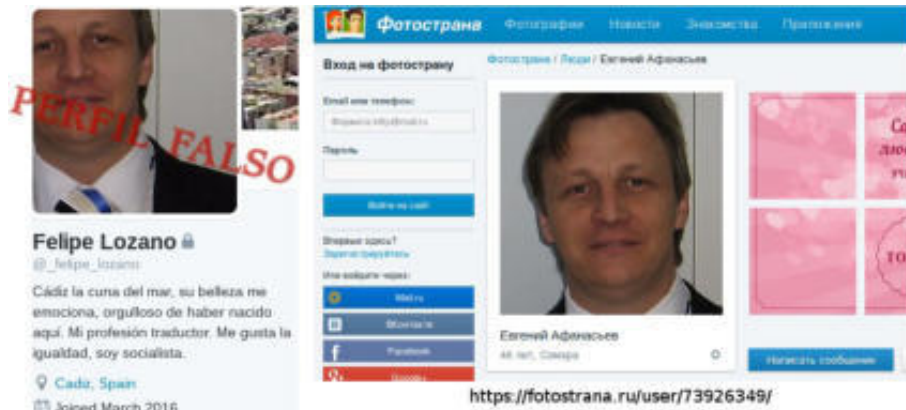 PERFIL FALSO
Felipe Lozano
@_felipe_lozano
Cádiz la cuna del mar, su belleza me
emociona, orgulloso de haber nacido
aquí. Mi profesión traductor. Me gusta la
igualdad, soy socialista.
Cadiz, Spain
Joined March 2016
Фотострана
Фотографии Новости Знакомства Приложения
Вход на фотострану
Email или телефон:
Пароль
Войти на сайт
Впервые здесь?
Зарегистрируйтесь
Или войдите через:
Mail.ru
ВКонтакте
Facebook
Google+
Фотострана / Люди / Евгений Афанасьев
Евгений Афанасьев
46 лет, Самара
Написать сообщение
https://fotostrana.ru/user/73926349/